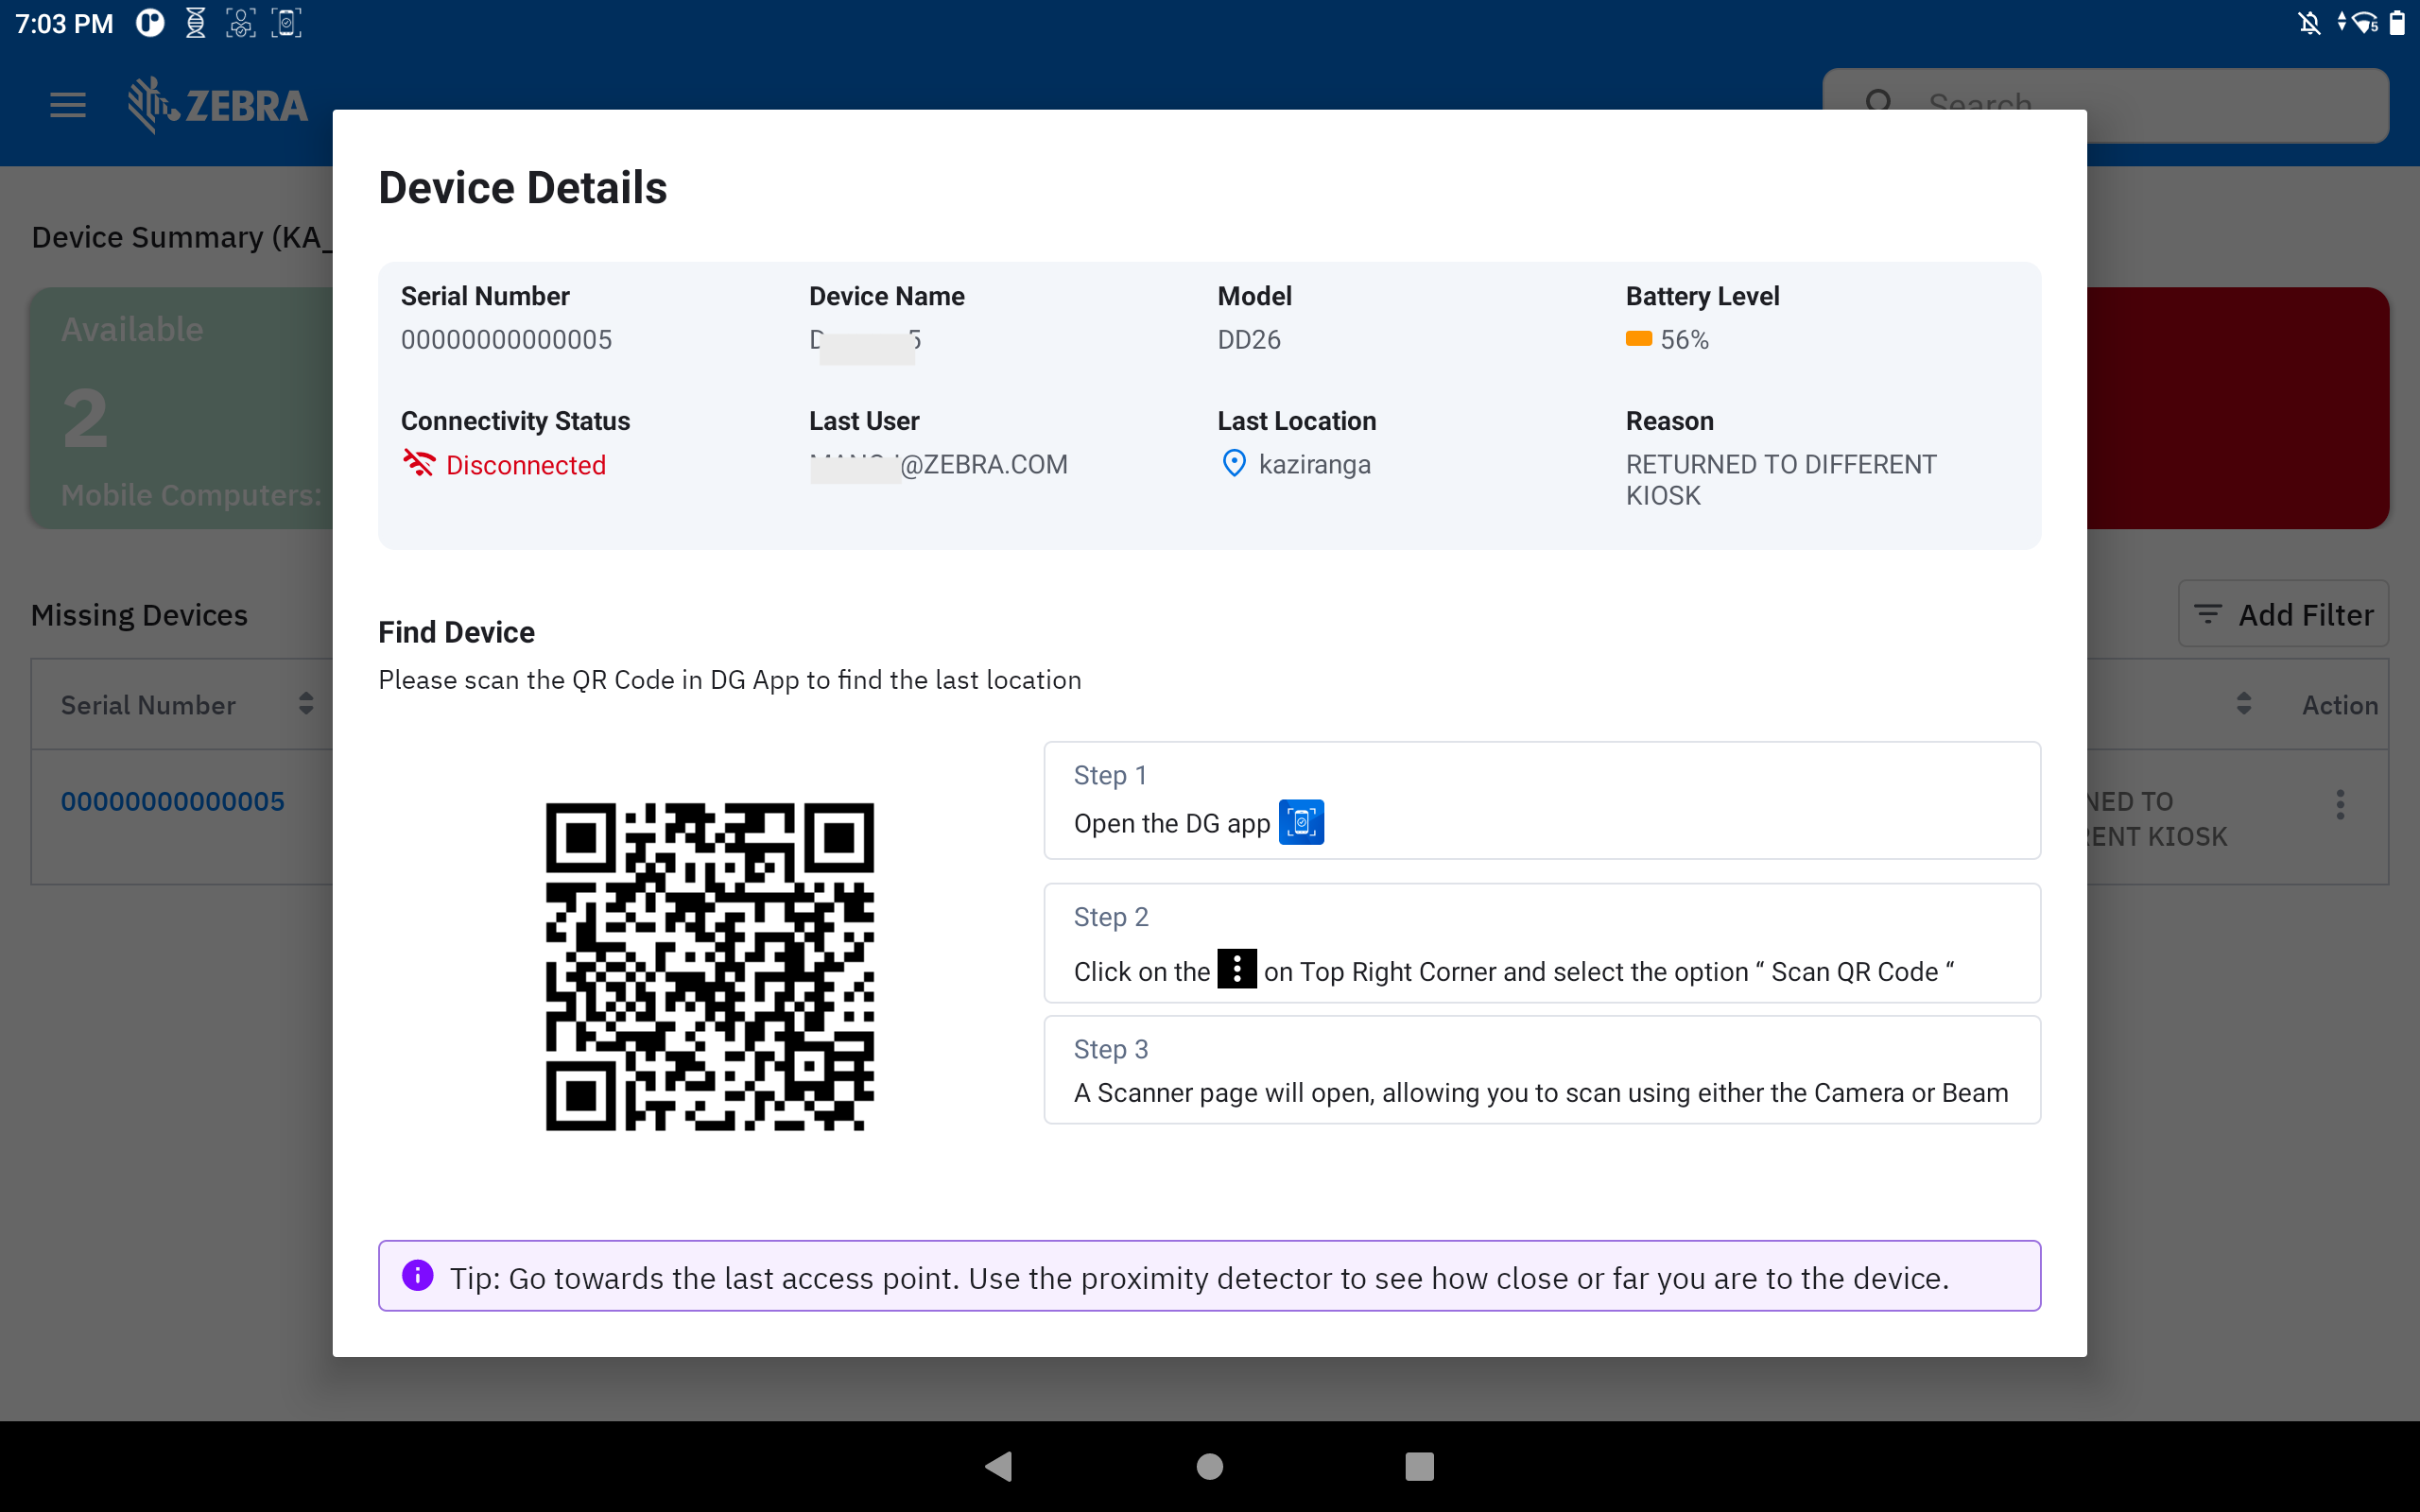 7:03 PM
5
ZEBRA
Search
Device Summary (KA_
Available
2
Mobile Computers:
Missing Devices
Add Filter
Serial Number
Action
00000000000005
NED TO
RENT KIOSK
Device Details
Serial Number
Device Name
Model
Battery Level
00000000000005
D 5
DD26
56%
Connectivity Status
Last User
Last Location
Reason
Disconnected
@ZEBRA.COM
kaziranga
RETURNED TO DIFFERENT
KIOSK
Find Device
Please scan the QR Code in DG App to find the last location
Step 1
Open the DG app
Step 2
Click on the on Top Right Corner and select the option “ Scan QR Code “
Step 3
A Scanner page will open, allowing you to scan using either the Camera or Beam
Tip: Go towards the last access point. Use the proximity detector to see how close or far you are to the device.